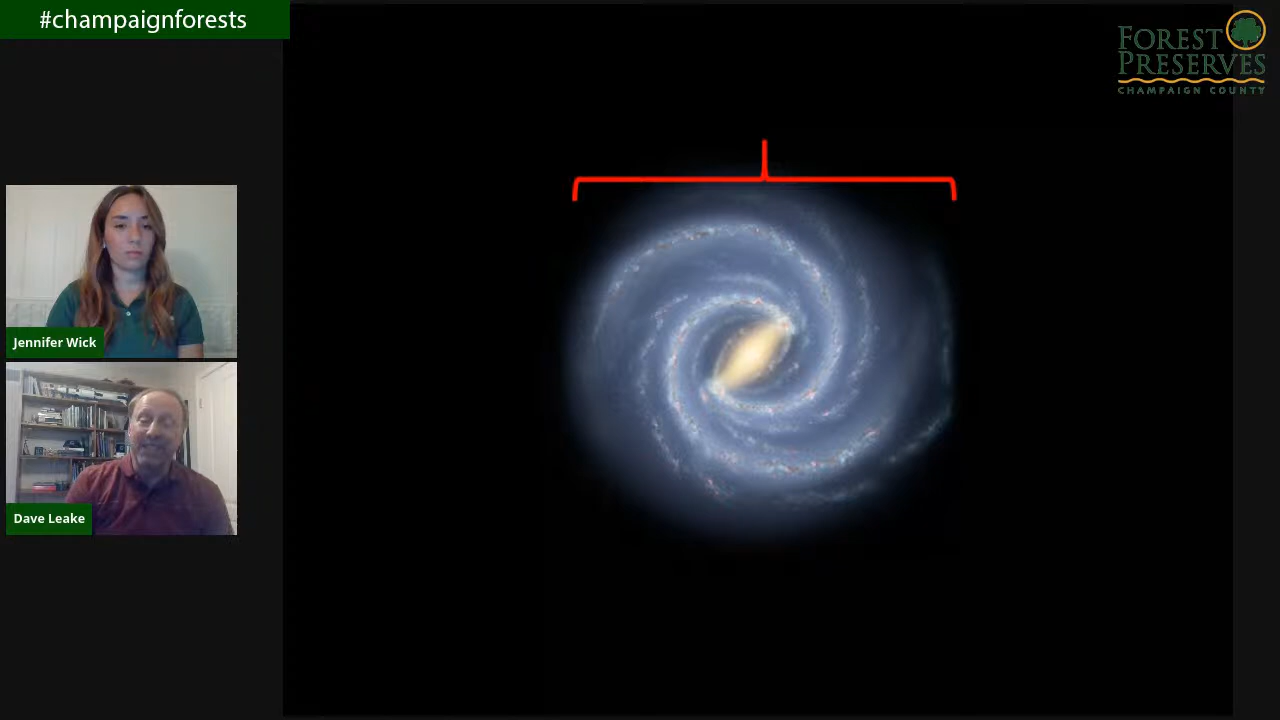 #champaignforests
FOREST
PRESERVES
CHAMPAIGN COUNTY
Jennifer Wick
Dave Leake